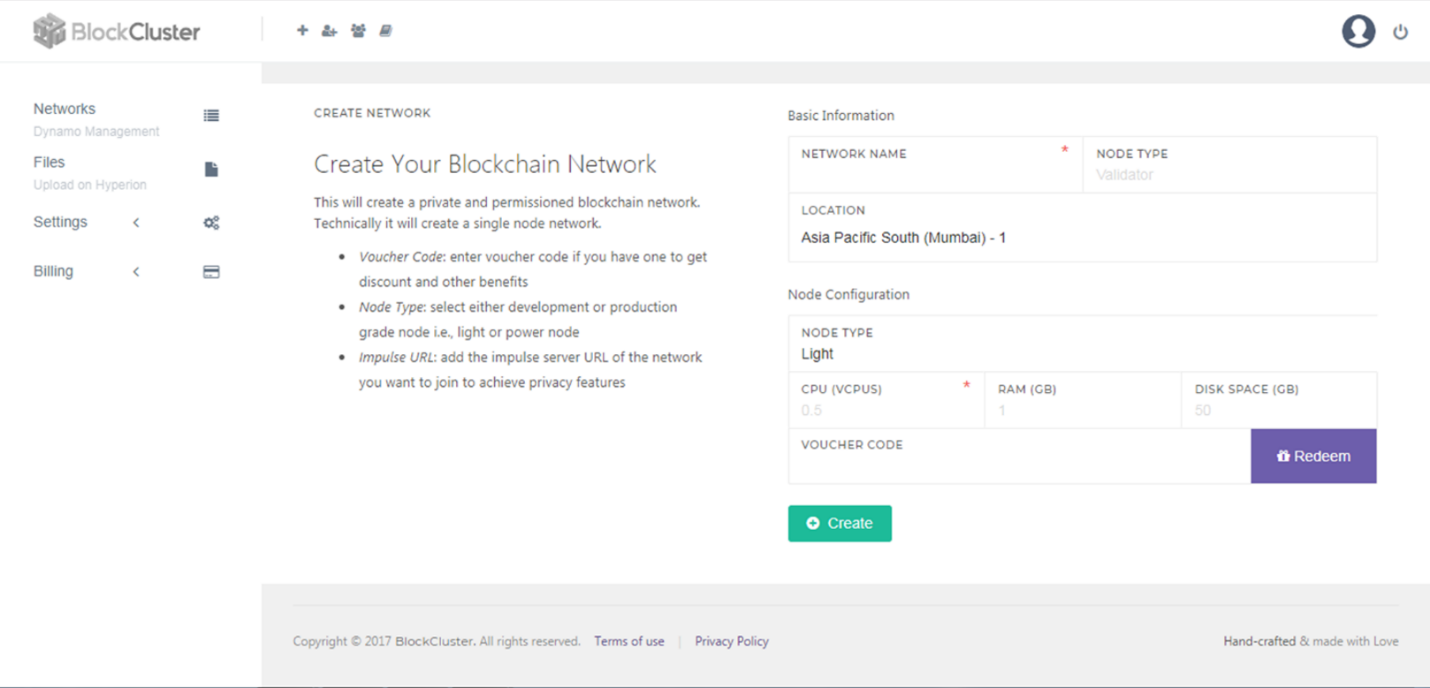 BlockCluster
Networks
Dynamo Management
Files
Upload on Hyperion
Settings
Billing
CREATE NETWORK
Create Your Blockchain Network
This will create a private and permissioned blockchain network.
Technically it will create a single node network.
• Voucher Code: enter voucher code if you have one to get
discount and other benefits
• Node Type: select either development or production
grade node i.e., light or power node
• Impulse URL: add the impulse server URL of the network
you want to join to achieve privacy features
Basic Information
NETWORK NAME *
NODE TYPE
Validator
LOCATION
Asia Pacific South (Mumbai) - 1
Node Configuration
NODE TYPE
Light
CPU (VCPUS) *
0.5
RAM (GB)
1
DISK SPACE (GB)
50
VOUCHER CODE
Redeem
Create
Copyright © 2017 BlockCluster. All rights reserved. Terms of use | Privacy Policy
Hand-crafted & made with Love